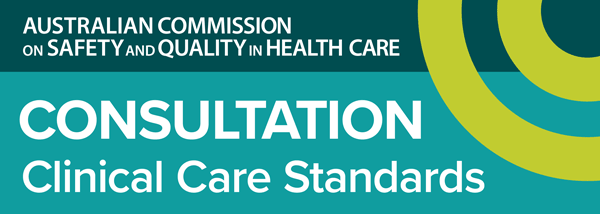 AUSTRALIAN COMMISSION
ON SAFETY AND QUALITY IN HEALTH CARE
CONSULTATION
Clinical Care Standards